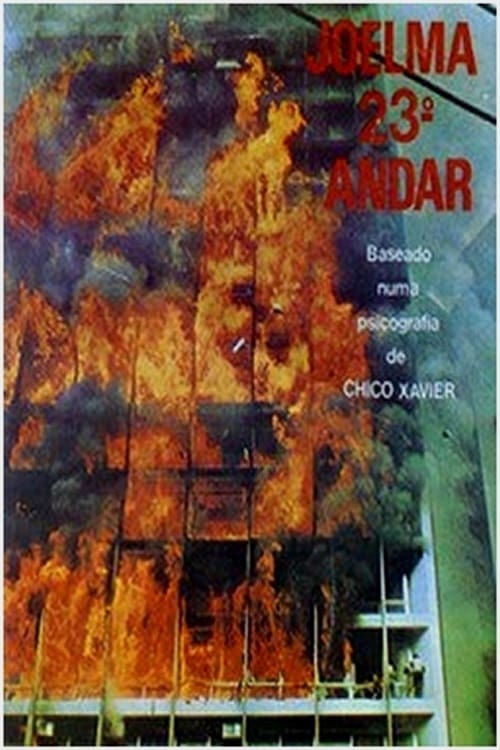 JOELMA
23º
ANDAR
Baseado
numa
psicografia
de
CHICO XAVIER